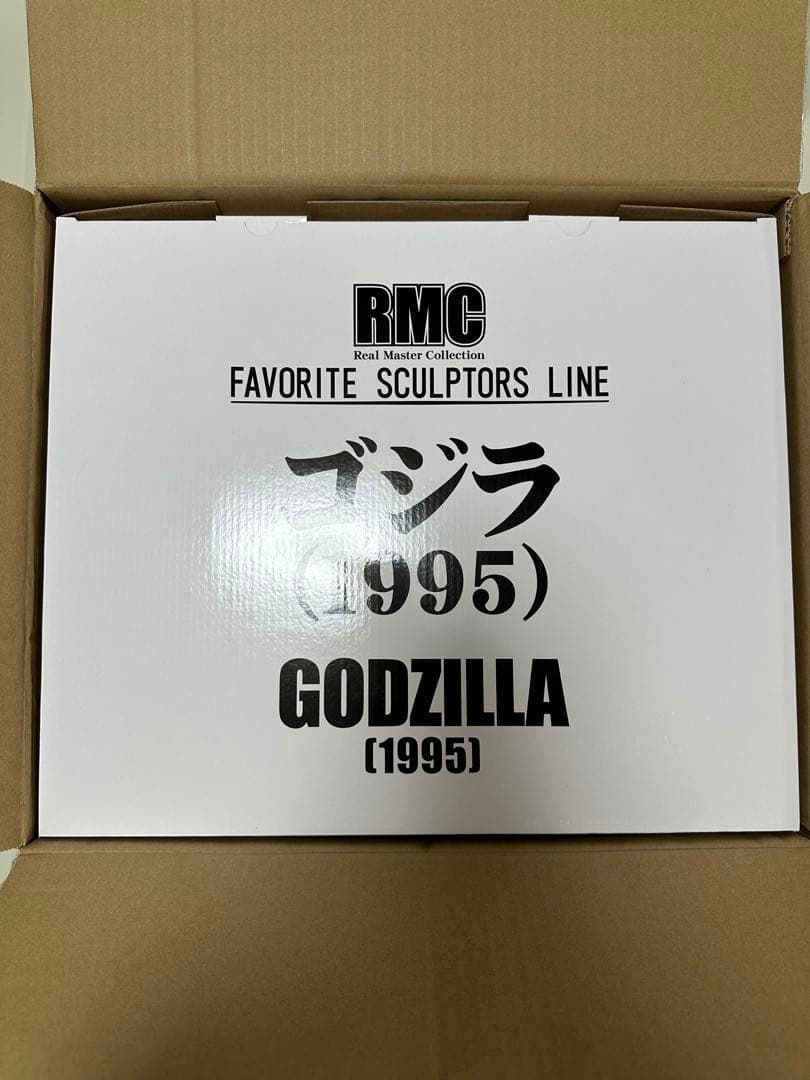 RMC
Real Master Collection
FAVORITE SCULPTORS LINE
ゴジラ
(1995)
GODZILLA
(1995)